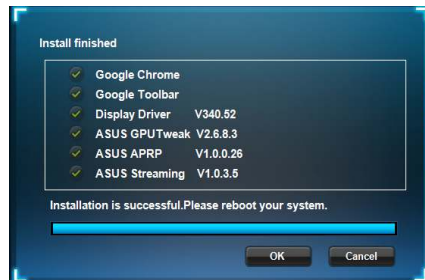 Install finished
Google Chrome
Google Toolbar
Display Driver V340.52
ASUS GPUTweak V2.6.8.3
ASUS APRP V1.0.0.26
ASUS Streaming V1.0.3.5
Installation is successful.Please reboot your system.
OK Cancel